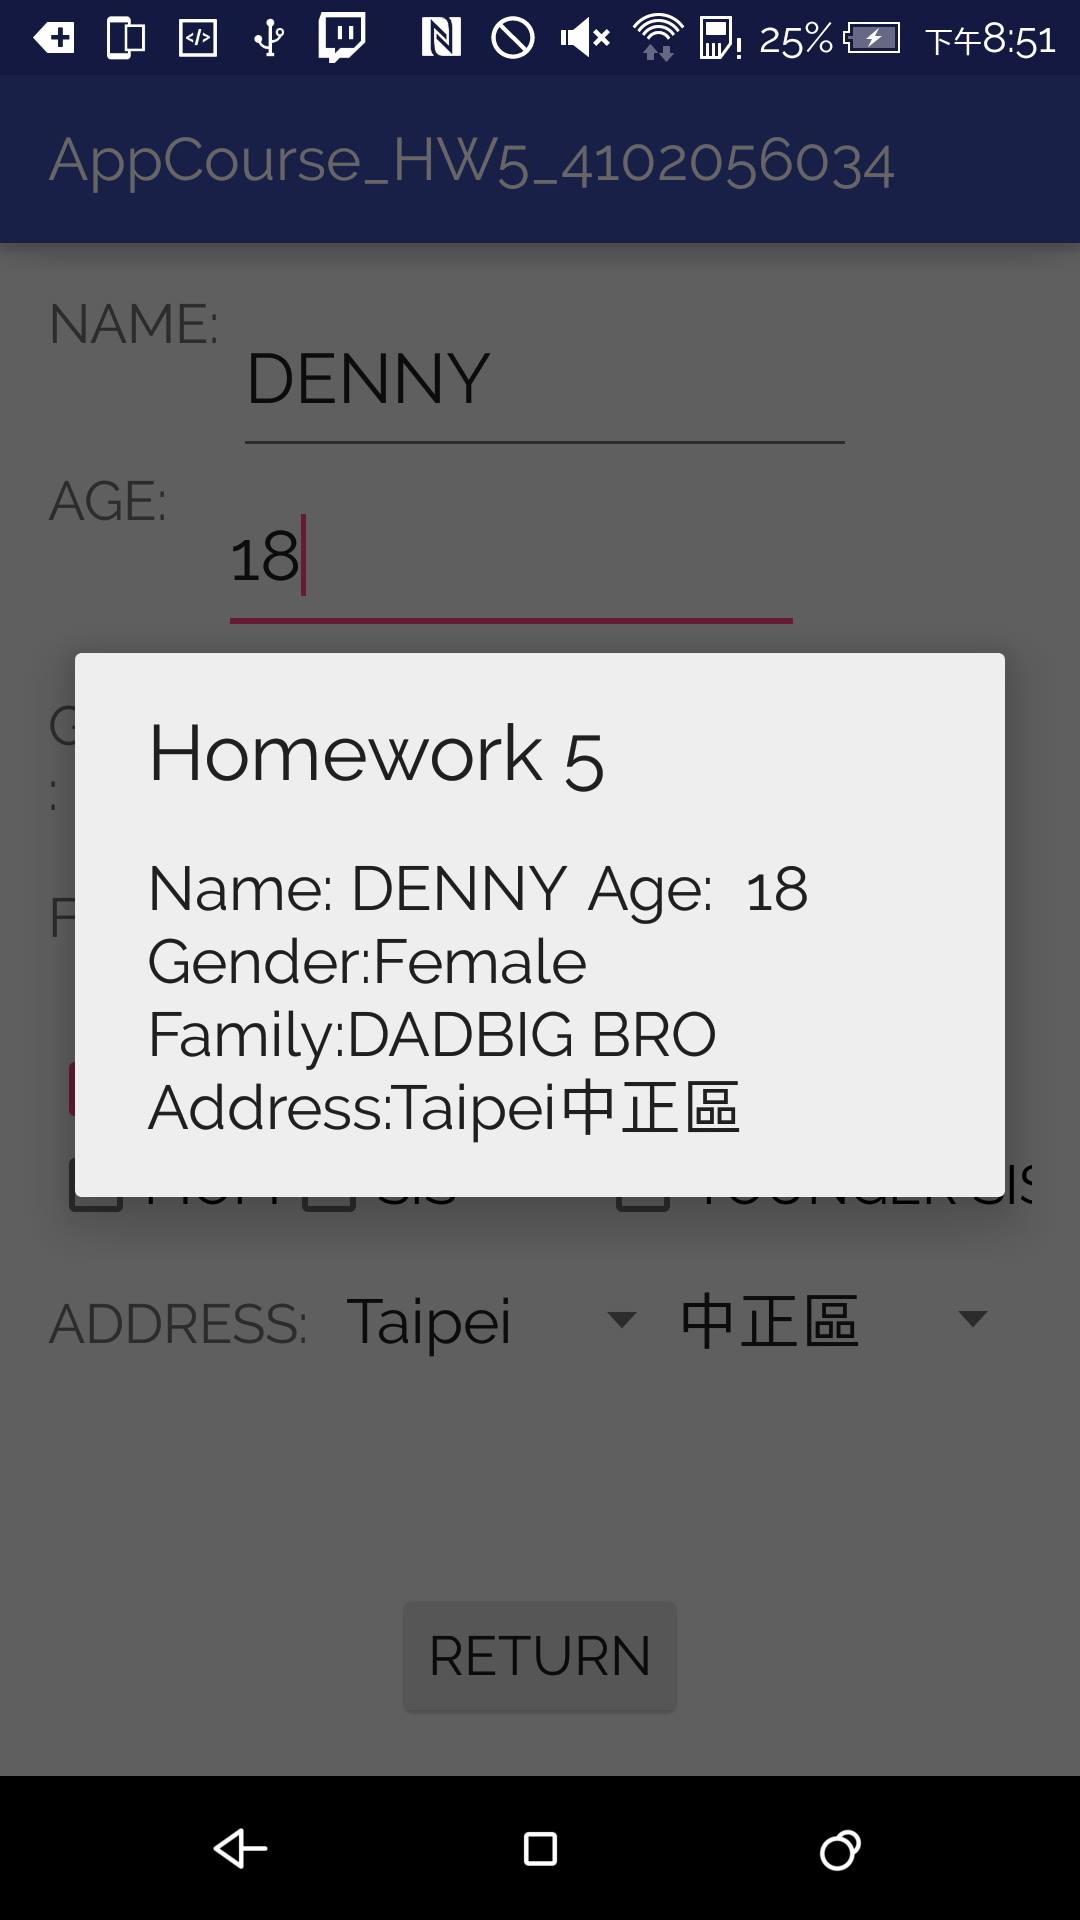 25% 下午8:51
AppCourse_HW5_4102056034
NAME:
DENNY
AGE:
18
Homework 5
Name: DENNY Age: 18
Gender:Female
Family:DADBIG BRO
Address:Taipei中正區
ADDRESS: Taipei 中正區
RETURN